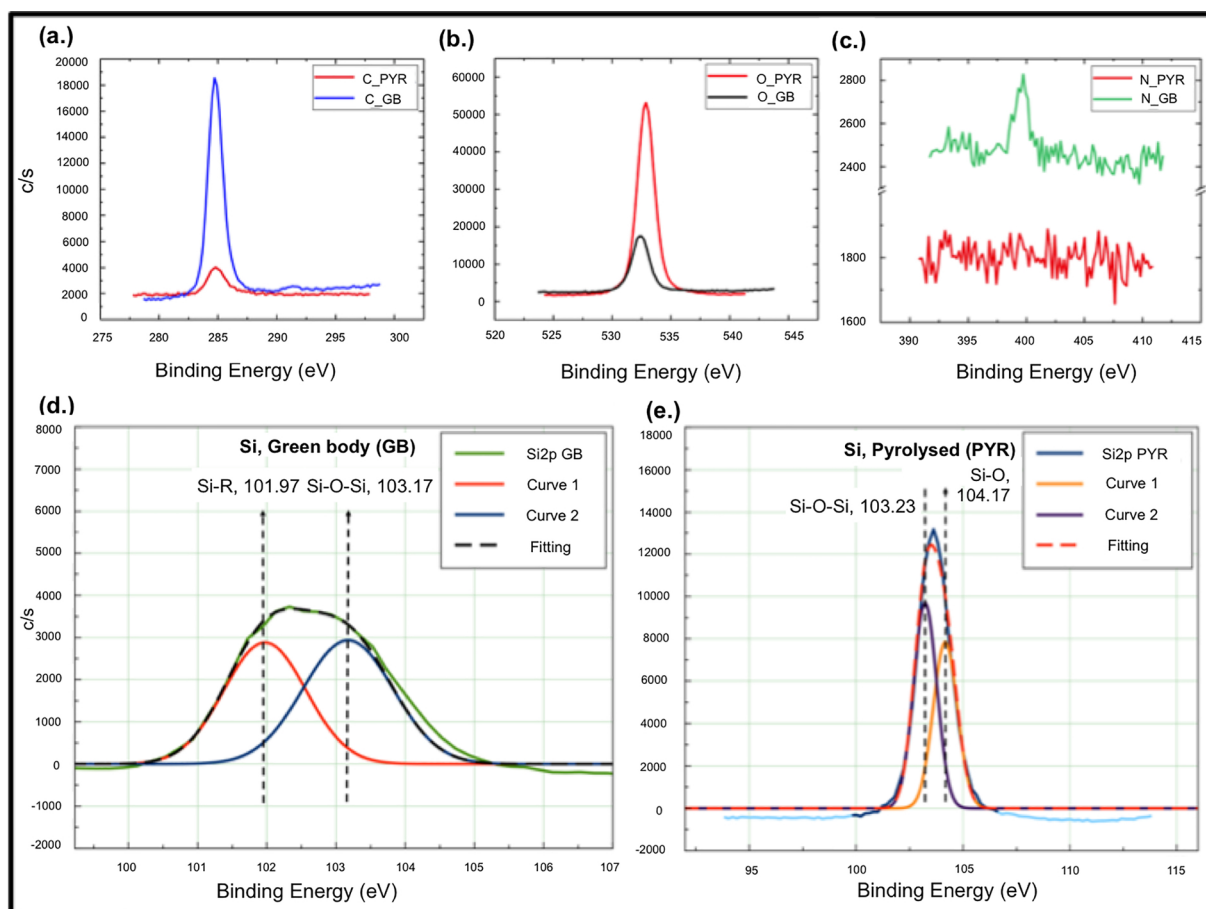 (a.)
20000
18000
16000
14000
12000
10000
8000
6000
4000
2000
0
c/s
C_PYR
C_GB
275 280 285 290 295 300
Binding Energy (eV)
(b.)
60000
50000
40000
30000
20000
10000
0
O_PYR
O_GB
520 525 530 535 540 545
Binding Energy (eV)
(c.)
2800
2600
2400
1800
1600
N_PYR
N_GB
390 395 400 405 410 415
Binding Energy (eV)
(d.)
8000
7000
6000
5000
4000
3000
2000
1000
0
-1000
-2000
c/s
Si, Green body (GB)
Si-R, 101.97 Si-O-Si, 103.17
Si2p GB
Curve 1
Curve 2
Fitting
100 101 102 103 104 105 106 107
Binding Energy (eV)
(e.)
18000
16000
14000
12000
10000
8000
6000
4000
2000
0
-2000
Si, Pyrolysed (PYR)
Si-O,
104.17
Si-O-Si, 103.23
Si2p PYR
Curve 1
Curve 2
Fitting
95 100 105 110 115
Binding Energy (eV)